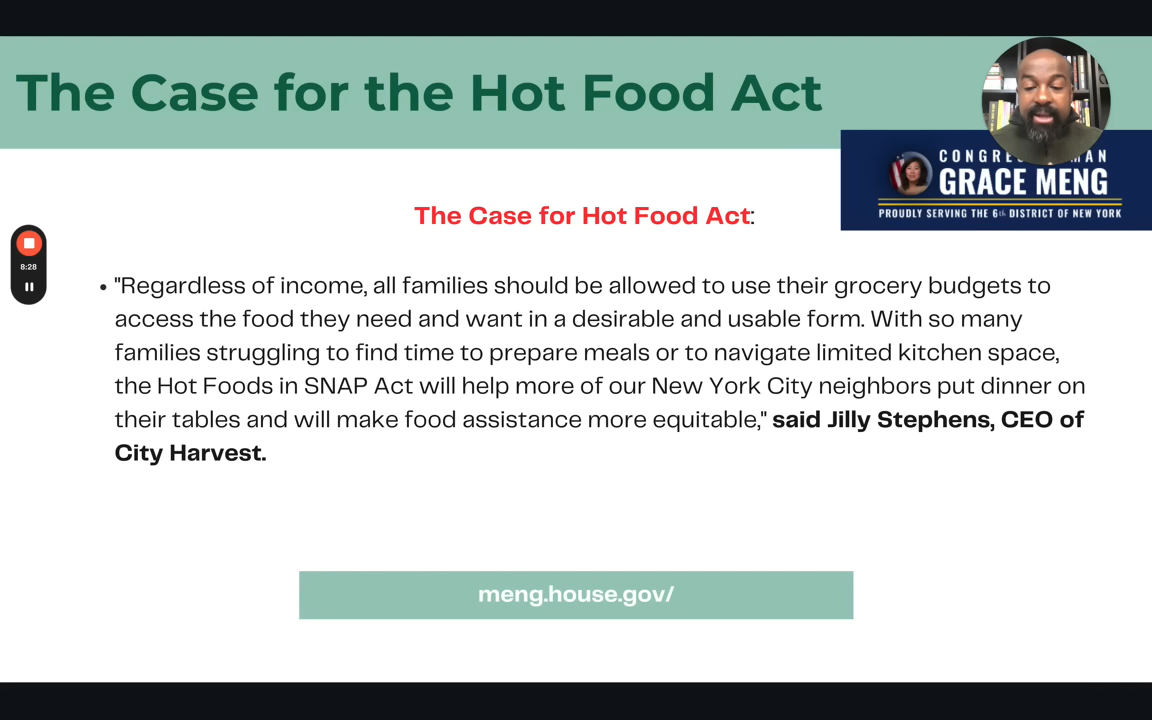 The Case for the Hot Food Act
CONGRE MAN
GRACE MENG
PROUDLY SERVING THE 6th DISTRICT OF NEW YORK
The Case for Hot Food Act:
8:28
• "Regardless of income, all families should be allowed to use their grocery budgets to
access the food they need and want in a desirable and usable form. With so many
families struggling to find time to prepare meals or to navigate limited kitchen space,
the Hot Foods in SNAP Act will help more of our New York City neighbors put dinner on
their tables and will make food assistance more equitable," said Jilly Stephens, CEO of
City Harvest.
meng.house.gov/